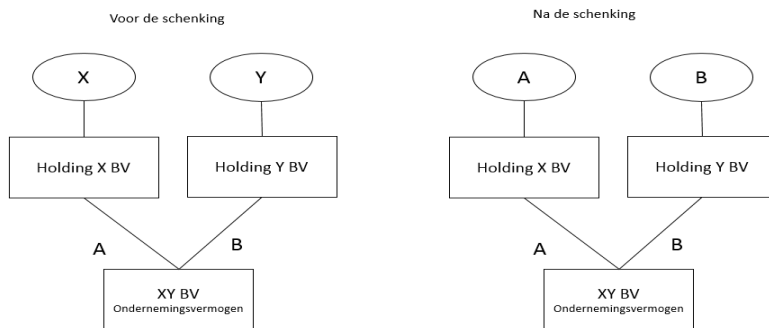 Voor de schenking
X
Y
Holding X BV
Holding Y BV
A
B
XY BV
Ondernemingsvermogen
Na de schenking
A
B
Holding X BV
Holding Y BV
A
B
XY BV
Ondernemingsvermogen